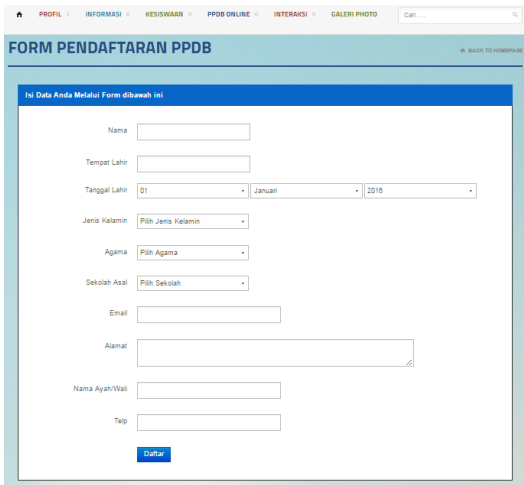 PROFIL INFORMASI KESISWAAN PPDB ONLINE INTERAKSI GALERI PHOTO Cari . . .
FORM PENDAFTARAN PPDB
BACK TO HOMEPAGE
Isi Data Anda Melalui Form dibawah ini
Nama
Tempat Lahir
Tanggal Lahir 01 Januari 2016
Jenis Kelamin Pilih Jenis Kelamin
Agama Pilih Agama
Sekolah Asal Pilih Sekolah
Email
Alamat
Nama Ayah/Wali
Telp
Daftar